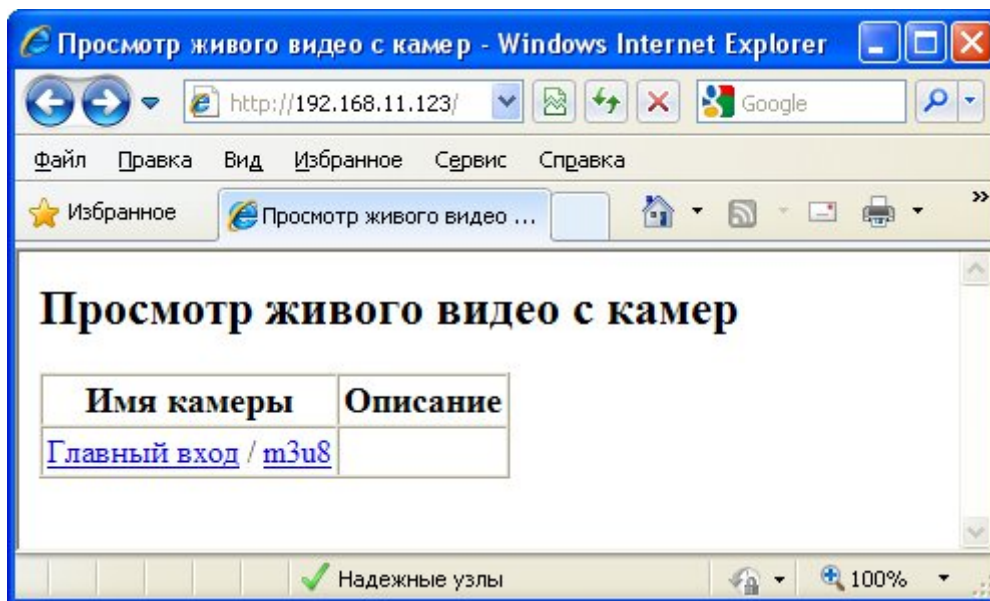 Просмотр живого видео с камер - Windows Internet Explorer
http://192.168.11.123/ Google
Файл Правка Вид Избранное Сервис Справка
Избранное Просмотр живого видео ... »
Просмотр живого видео с камер
Имя камеры Описание
Главный вход / m3u8
Надежные узлы 100%